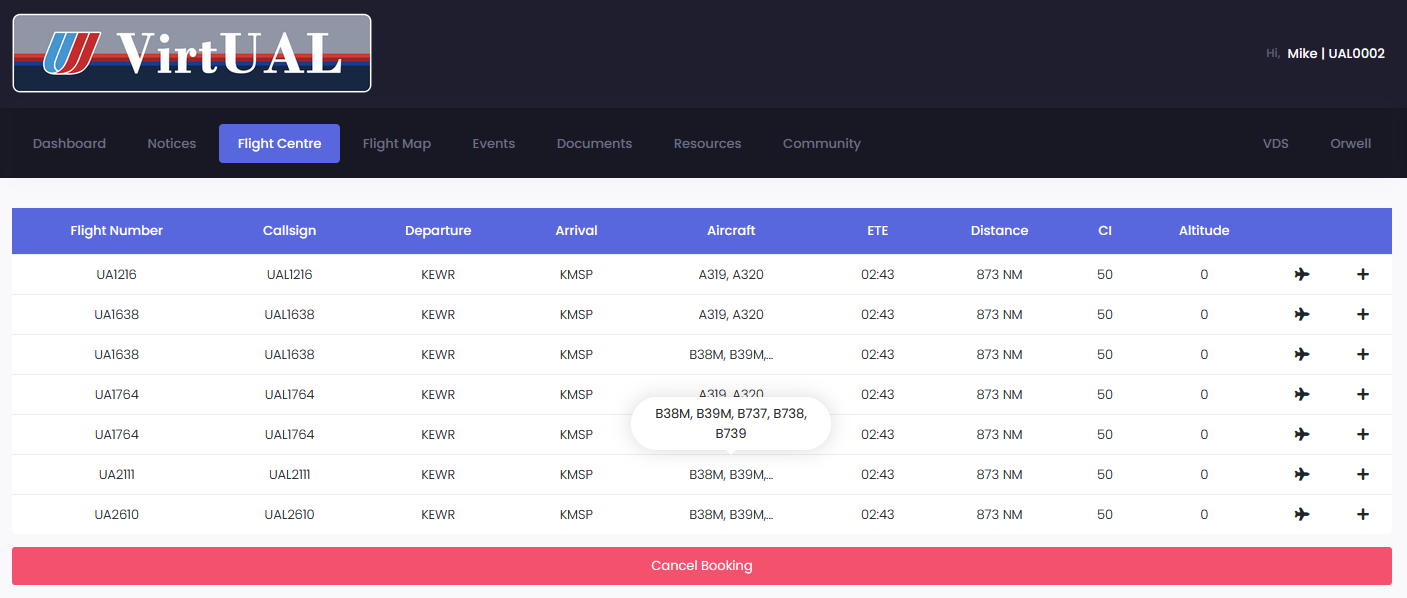 VirtUAL
Hi, Mike | UAL0002
Dashboard Notices Flight Centre Flight Map Events Documents Resources Community VDS Orwell
Flight Number Callsign Departure Arrival Aircraft ETE Distance CI Altitude
UA1216 UAL1216 KEWR KMSP A319, A320 02:43 873 NM 50 0
UA1638 UAL1638 KEWR KMSP A319, A320 02:43 873 NM 50 0
UA1638 UAL1638 KEWR KMSP B38M, B39M,... 02:43 873 NM 50 0
UA1764 UAL1764 KEWR KMSP A319, A320 02:43 873 NM 50 0
B38M, B39M, B737, B738,
B739
UA1764 UAL1764 KEWR KMSP 02:43 873 NM 50 0
UA2111 UAL2111 KEWR KMSP B38M, B39M,... 02:43 873 NM 50 0
UA2610 UAL2610 KEWR KMSP B38M, B39M,... 02:43 873 NM 50 0
Cancel Booking